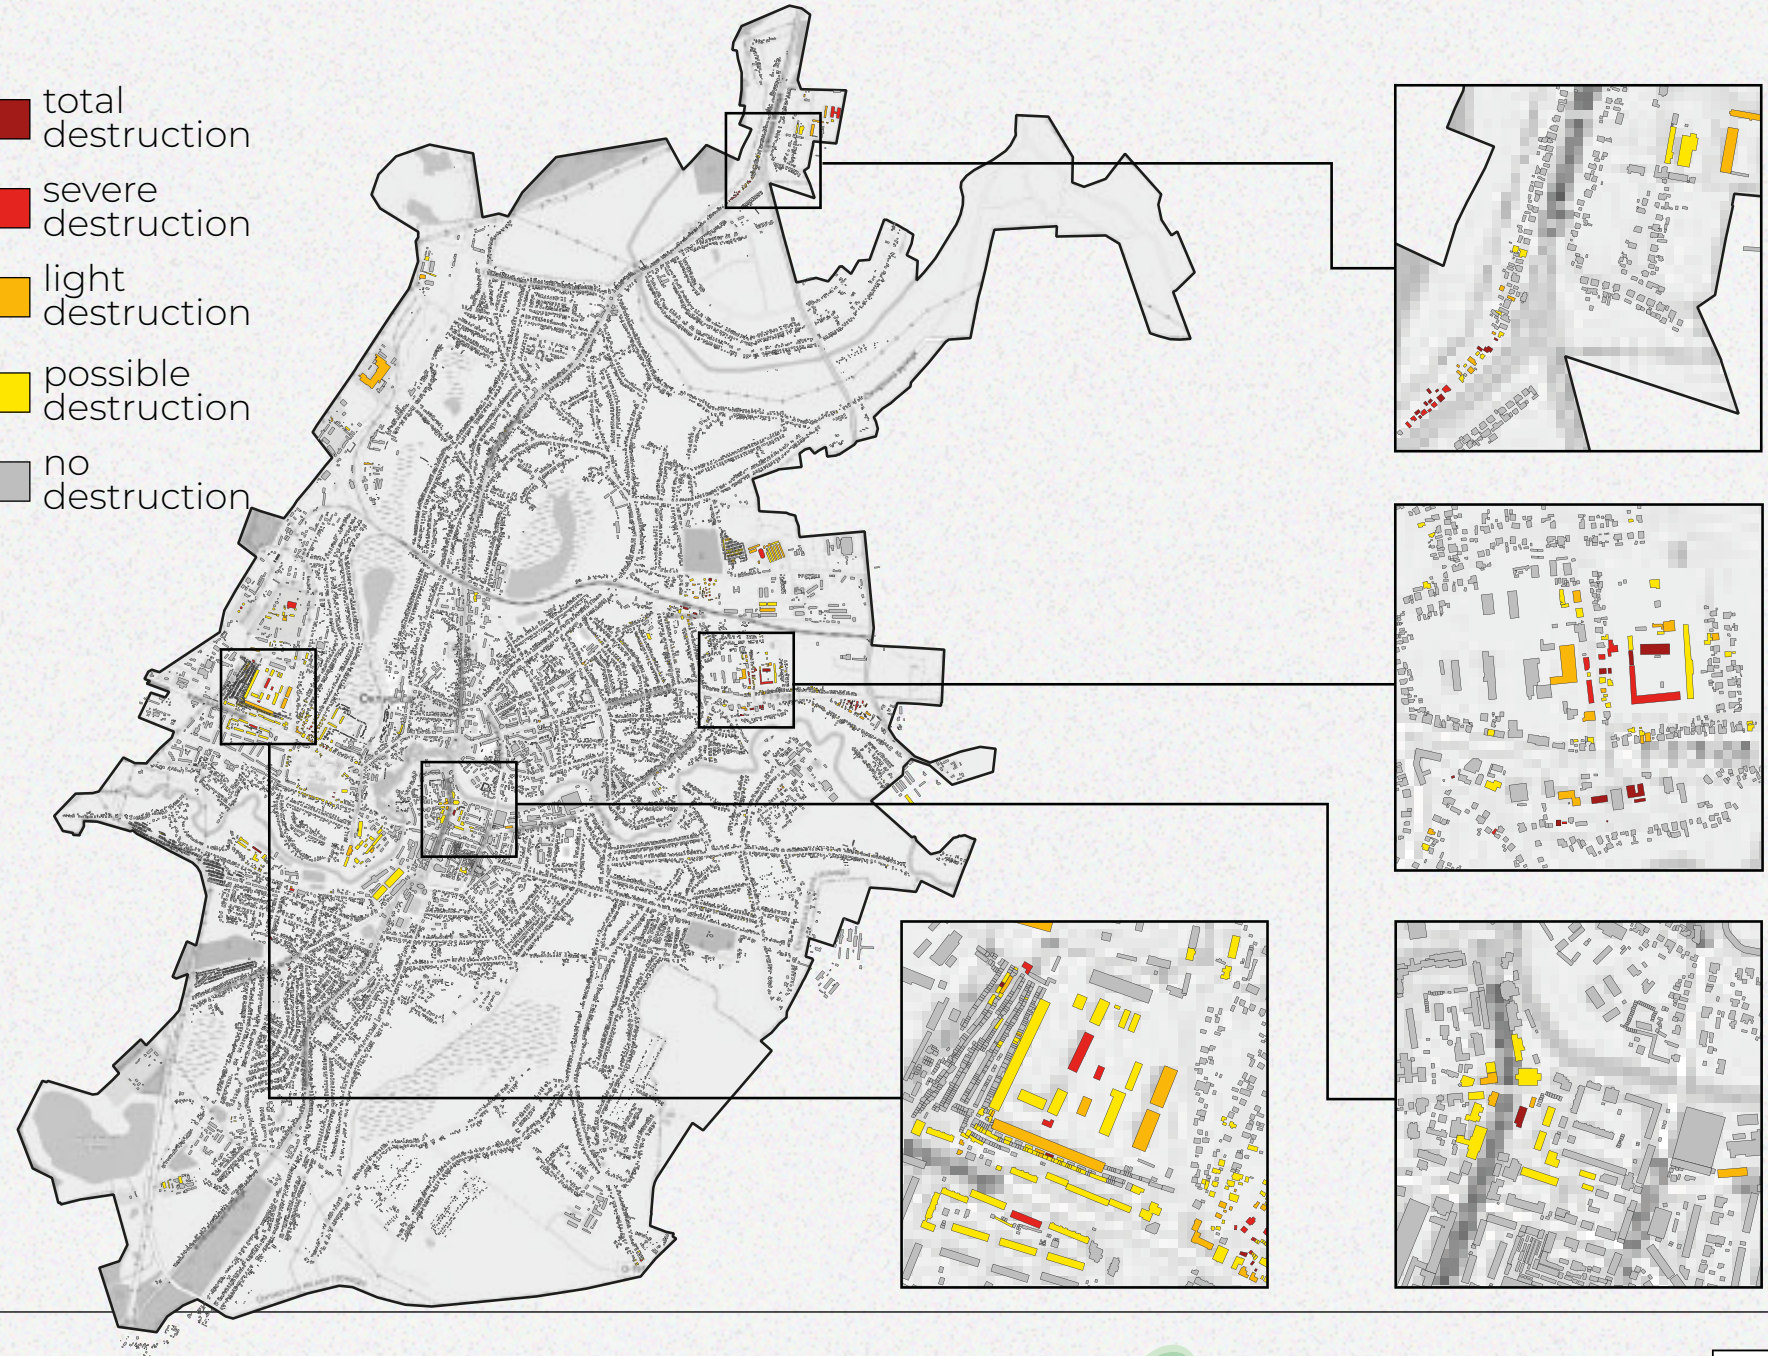 total
destruction
severe
destruction
light
destruction
possible
destruction
no
destruction